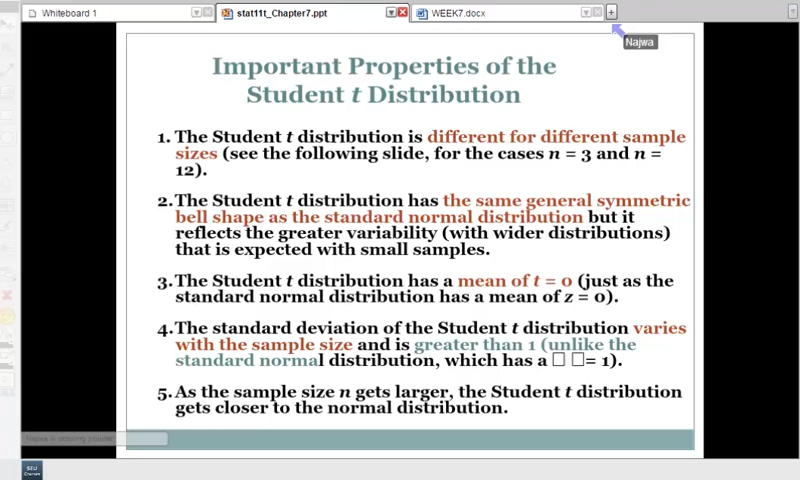 Whiteboard 1
stat11t_Chapter7.ppt
WEEK7.docx
Najwa
Important Properties of the
Student t Distribution
1. The Student t distribution is different for different sample
sizes (see the following slide, for the cases n = 3 and n =
12).
2. The Student t distribution has the same general symmetric
bell shape as the standard normal distribution but it
reflects the greater variability (with wider distributions)
that is expected with small samples.
3. The Student t distribution has a mean of t = 0 (just as the
standard normal distribution has a mean of z = 0).
4. The standard deviation of the Student t distribution varies
with the sample size and is greater than 1 (unlike the
standard normal distribution, which has a □ □= 1).
5. As the sample size n gets larger, the Student t distribution
gets closer to the normal distribution.
SEU